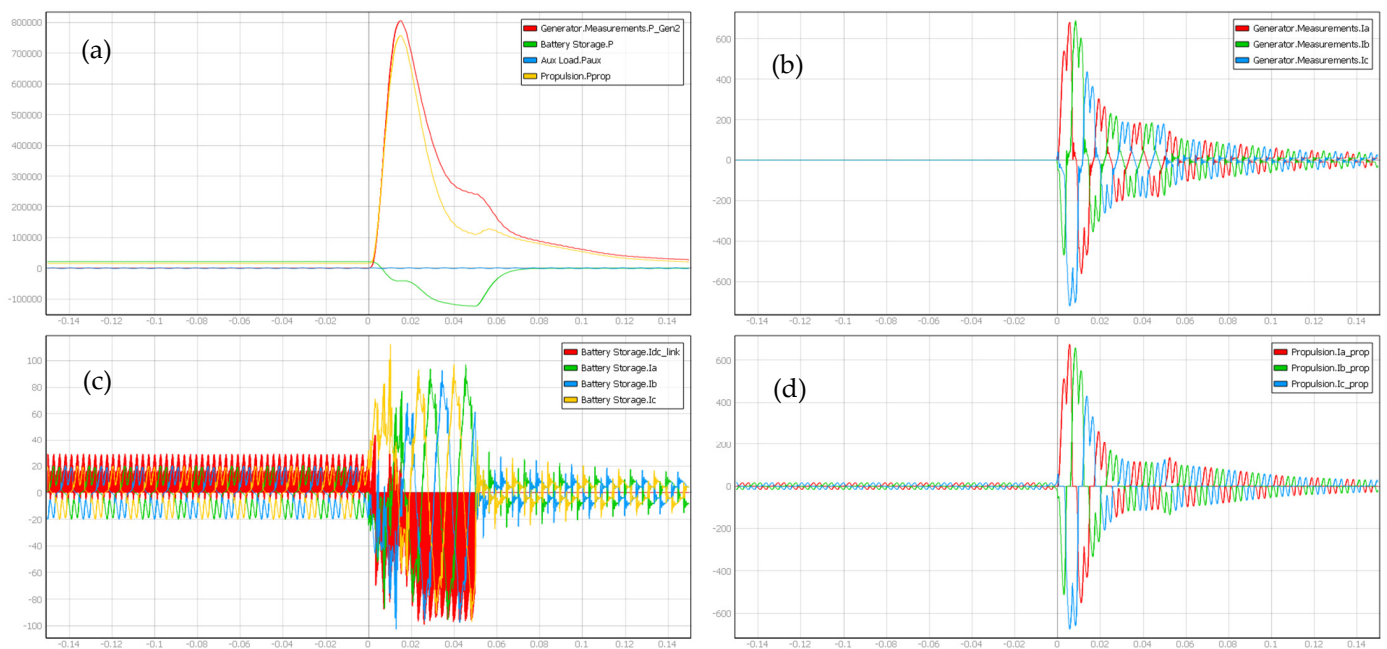 (a)
800000
700000
600000
500000
400000
300000
200000
100000
0
-100000
Generator.Measurements.P_Gen2
Battery Storage.P
Aux Load.Paux
Propulsion.Pprop
-0.14 -0.12 -0.1 -0.08 -0.06 -0.04 -0.02 0 0.02 0.04 0.06 0.08 0.1 0.12 0.14
(b)
600
400
200
0
-200
-400
-600
Generator.Measurements.Ia
Generator.Measurements.Ib
Generator.Measurements.Ic
-0.14 -0.12 -0.1 -0.08 -0.06 -0.04 -0.02 0 0.02 0.04 0.06 0.08 0.1 0.12 0.14
(c)
100
80
60
40
20
0
-20
-40
-60
-80
-100
Battery Storage.Idc_link
Battery Storage.Ia
Battery Storage.Ib
Battery Storage.Ic
-0.14 -0.12 -0.1 -0.08 -0.06 -0.04 -0.02 0 0.02 0.04 0.06 0.08 0.1 0.12 0.14
(d)
600
400
200
0
-200
-400
-600
Propulsion.Ia_prop
Propulsion.Ib_prop
Propulsion.Ic_prop
-0.14 -0.12 -0.1 -0.08 -0.06 -0.04 -0.02 0 0.02 0.04 0.06 0.08 0.1 0.12 0.14